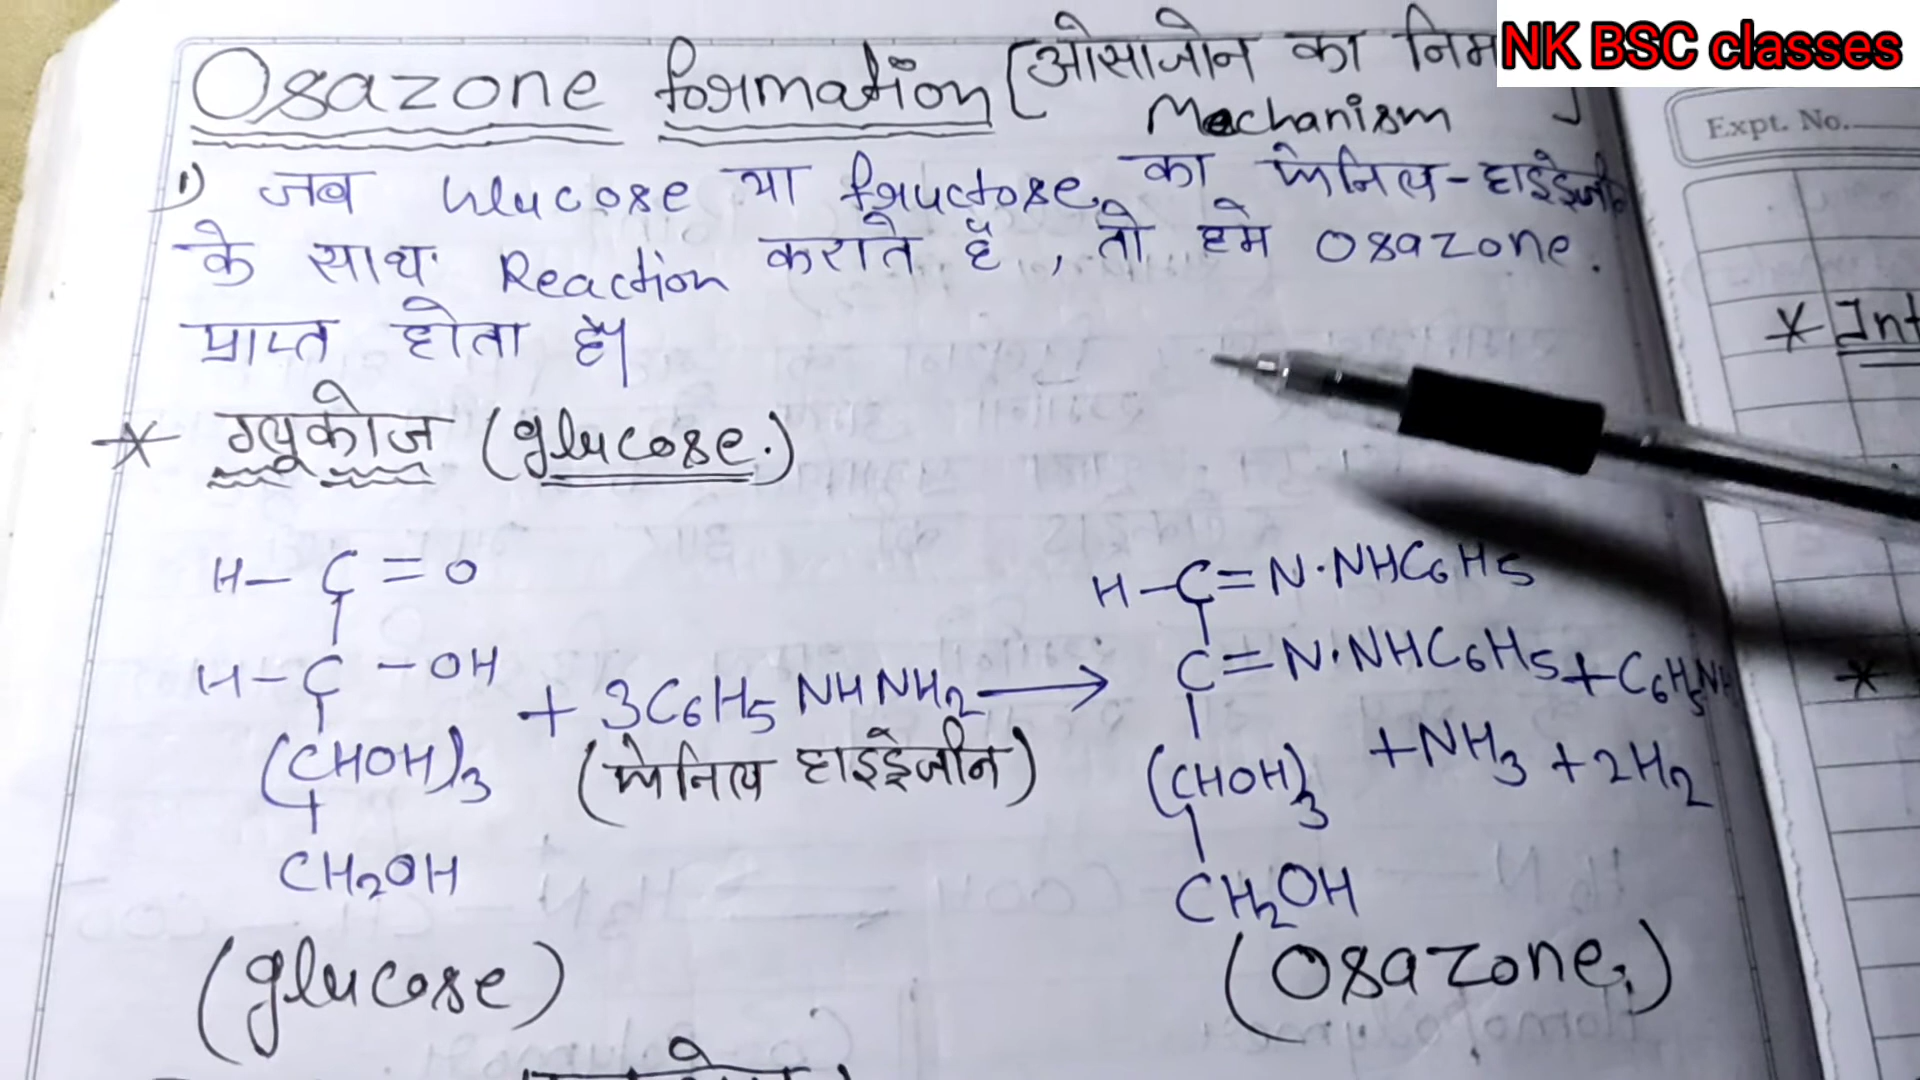 NK BSC classes
Osazone formation [ओसाजोन का निम
Mechanism ]
Expt. No.
1) जब Glucose या fructose का फेनिल-हाइड्रेजीन
के साथ Reaction कराते हैं, तो हमे Osazone.
प्राप्त होता है।
* Int
* ग्लूकोज (glucose.)
H-C=O
H-C-OH
(CHOH)3
CH2OH
(glucose)
+ 3C6H5NHNH2 ⟶
(फेनिल हाइड्रेजीन)
H-C=N·NHC6H5
C=N·NHC6H5 + C6H5NH
(CHOH)3
+NH3 + 2H2
CH2OH
(Osazone.)
*